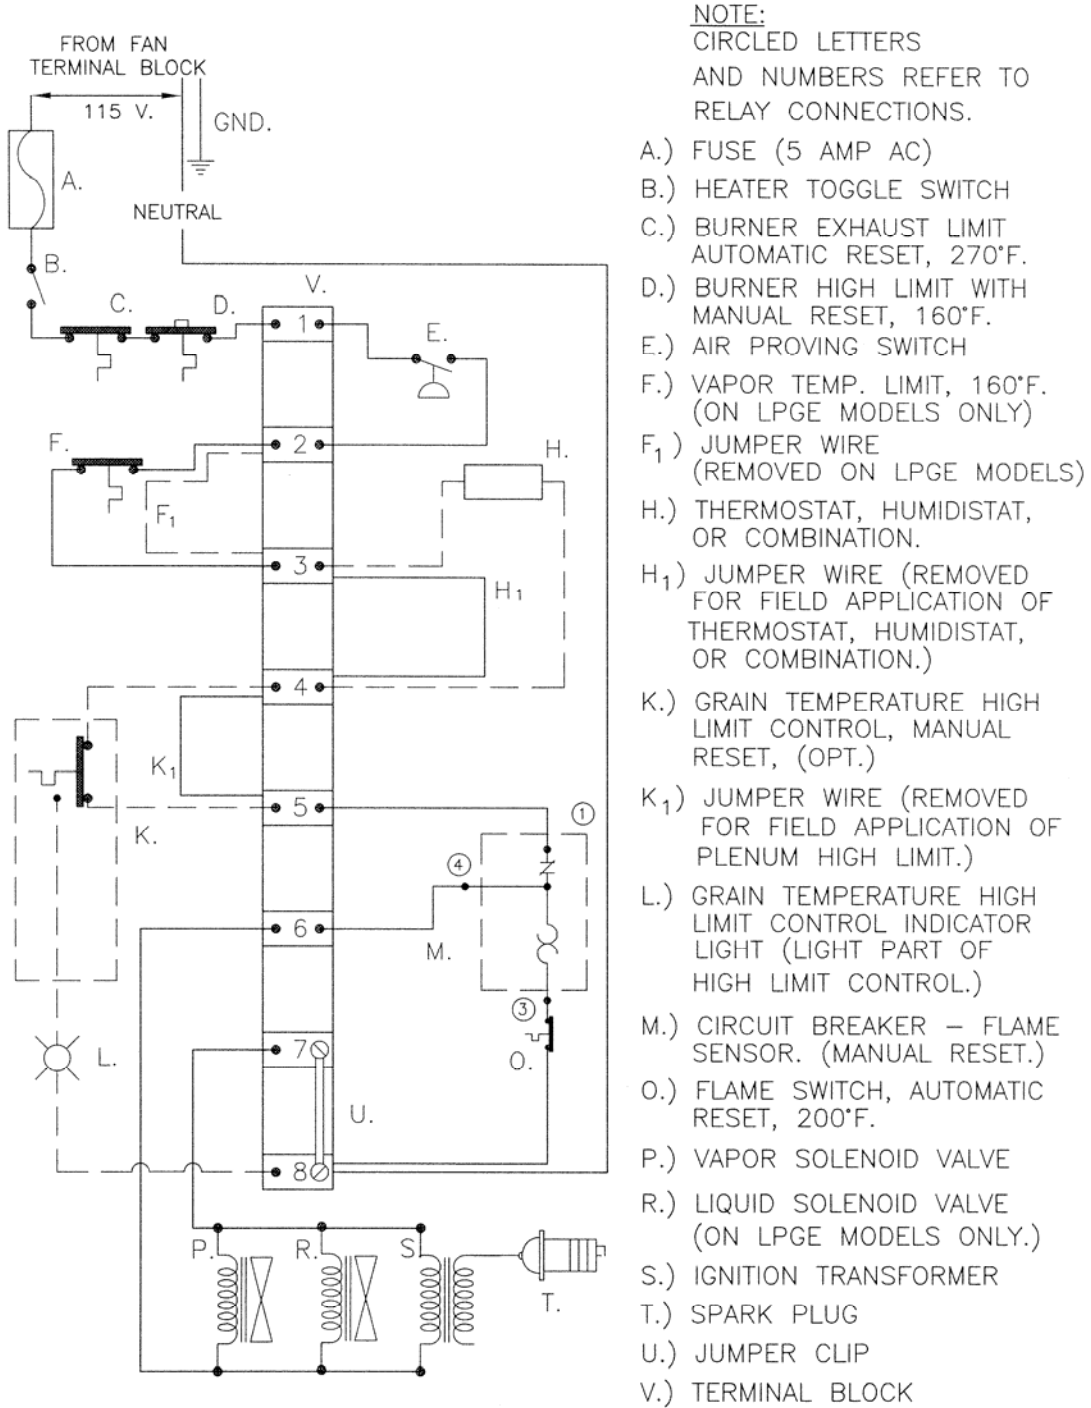 FROM FAN
TERMINAL BLOCK
115 V.
GND.
A.
NEUTRAL
B.
C.
D.
V.
1
E.
2
F.
H.
F1
3
H1
4
K1
5
K.
1
4
6
M.
3
7
O.
L.
U.
8
P.
R.
S.
T.
NOTE:
CIRCLED LETTERS
AND NUMBERS REFER TO
RELAY CONNECTIONS.
A.) FUSE (5 AMP AC)
B.) HEATER TOGGLE SWITCH
C.) BURNER EXHAUST LIMIT
AUTOMATIC RESET, 270°F.
D.) BURNER HIGH LIMIT WITH
MANUAL RESET, 160°F.
E.) AIR PROVING SWITCH
F.) VAPOR TEMP. LIMIT, 160°F.
(ON LPGE MODELS ONLY)
F1) JUMPER WIRE
(REMOVED ON LPGE MODELS)
H.) THERMOSTAT, HUMIDISTAT,
OR COMBINATION.
H1) JUMPER WIRE (REMOVED
FOR FIELD APPLICATION OF
THERMOSTAT, HUMIDISTAT,
OR COMBINATION.)
K.) GRAIN TEMPERATURE HIGH
LIMIT CONTROL, MANUAL
RESET, (OPT.)
K1) JUMPER WIRE (REMOVED
FOR FIELD APPLICATION OF
PLENUM HIGH LIMIT.)
L.) GRAIN TEMPERATURE HIGH
LIMIT CONTROL INDICATOR
LIGHT (LIGHT PART OF
HIGH LIMIT CONTROL.)
M.) CIRCUIT BREAKER – FLAME
SENSOR. (MANUAL RESET.)
O.) FLAME SWITCH, AUTOMATIC
RESET, 200°F.
P.) VAPOR SOLENOID VALVE
R.) LIQUID SOLENOID VALVE
(ON LPGE MODELS ONLY.)
S.) IGNITION TRANSFORMER
T.) SPARK PLUG
U.) JUMPER CLIP
V.) TERMINAL BLOCK